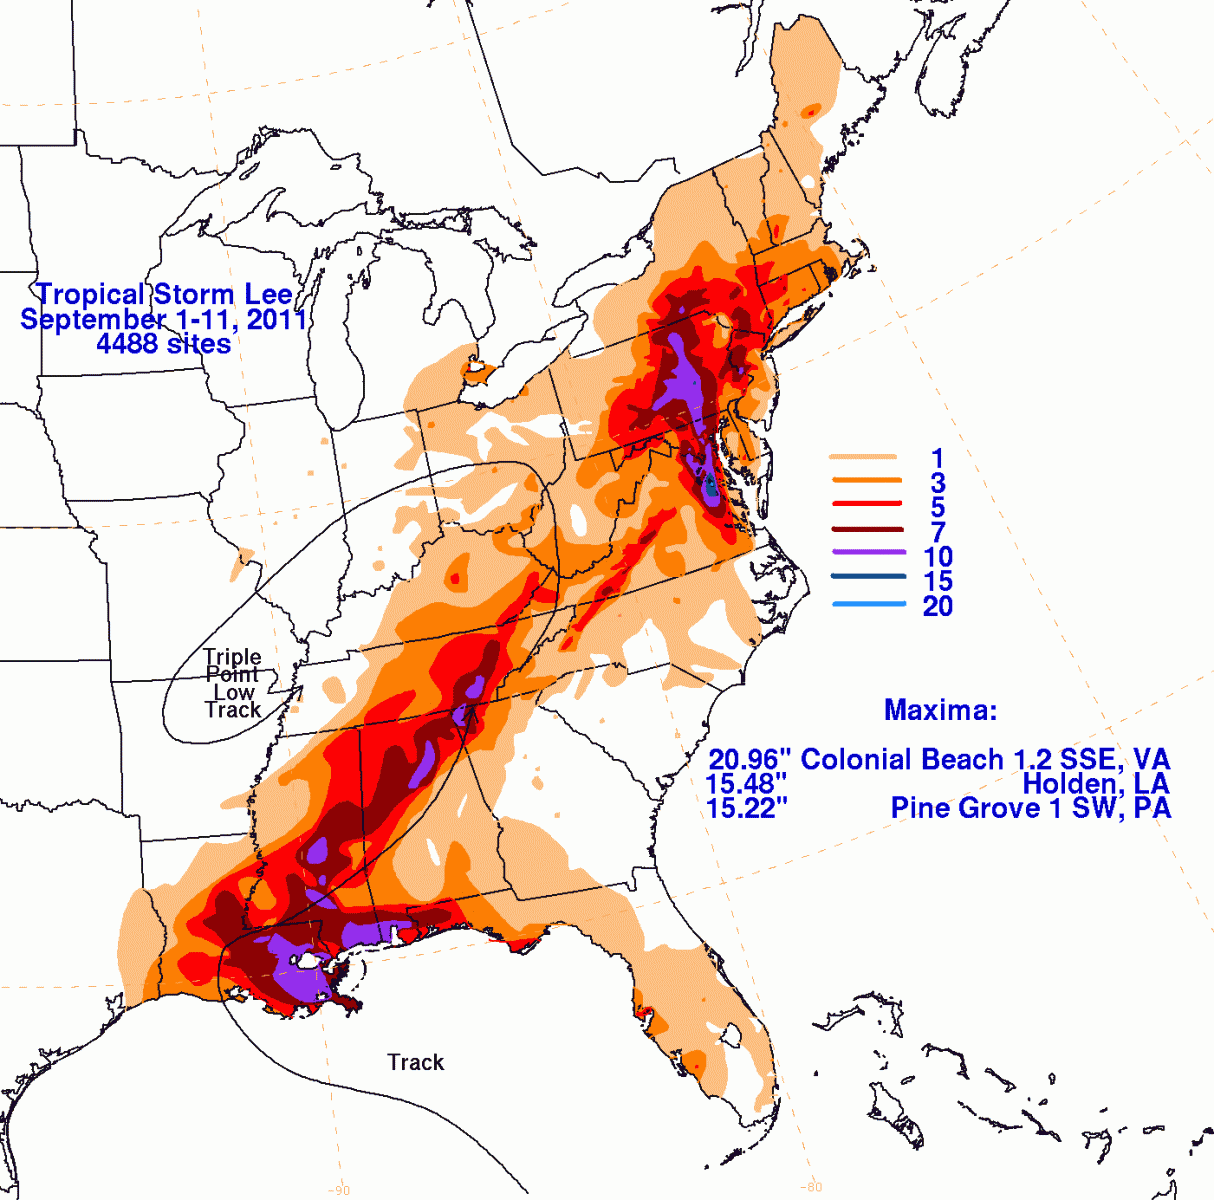 Tropical Storm Lee
September 1-11, 2011
4488 sites
1
3
5
7
10
15
20
Triple
Point
Low
Track
Maxima:
20.96" Colonial Beach 1.2 SSE, VA
15.48" Holden, LA
15.22" Pine Grove 1 SW, PA
Track
-90
-80